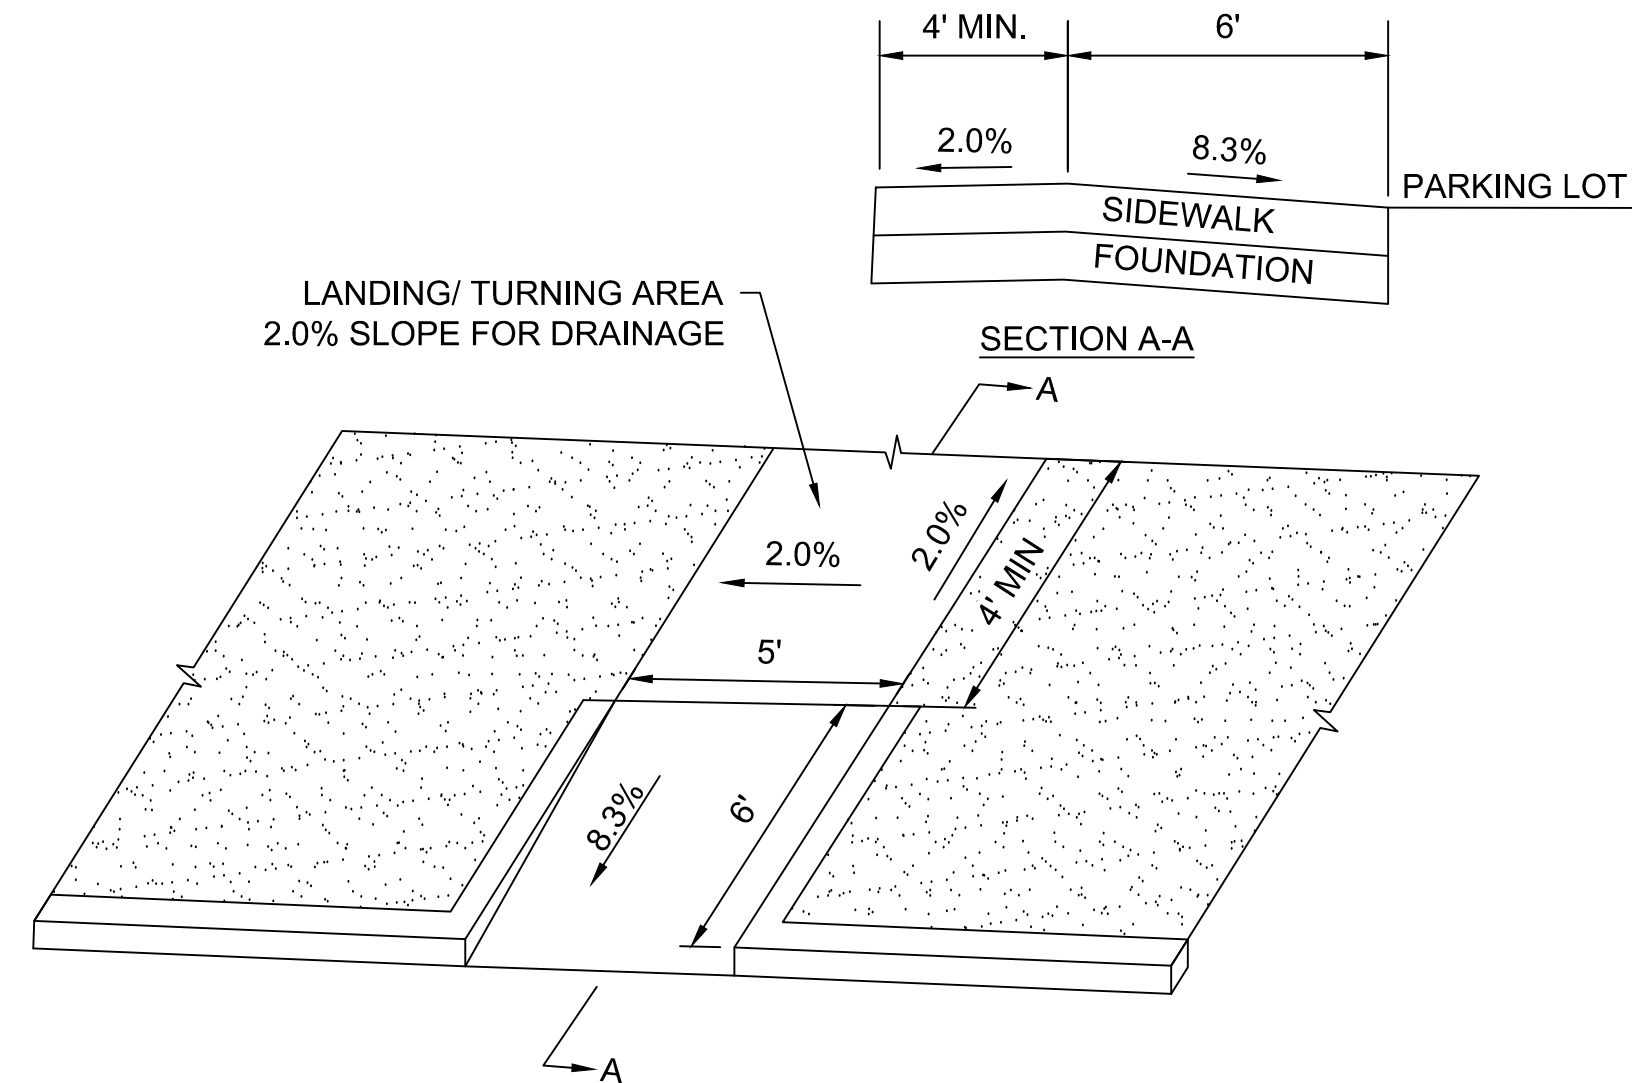 4' MIN.
6'
2.0%
8.3%
PARKING LOT
SIDEWALK
FOUNDATION
LANDING/ TURNING AREA
2.0% SLOPE FOR DRAINAGE
SECTION A-A
A
2.0%
2.0%
4' MIN
5'
8.3%
6'
A